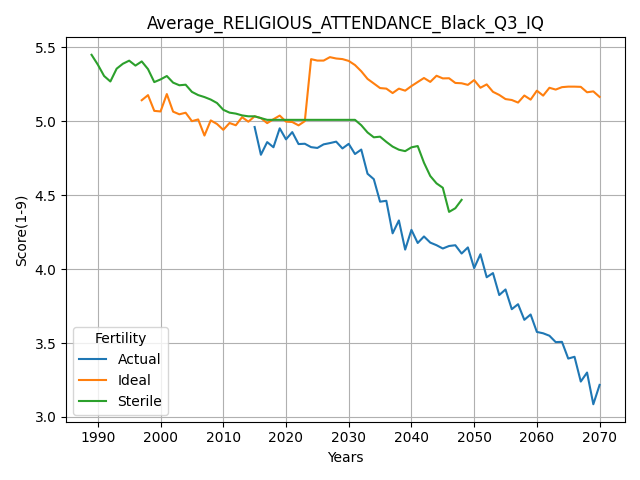 Average_RELIGIOUS_ATTENDANCE_Black_Q3_IQ
Score(1-9)
5.5
5.0
4.5
4.0
3.5
3.0
Fertility
Actual
Ideal
Sterile
1990 2000 2010 2020 2030 2040 2050 2060 2070
Years